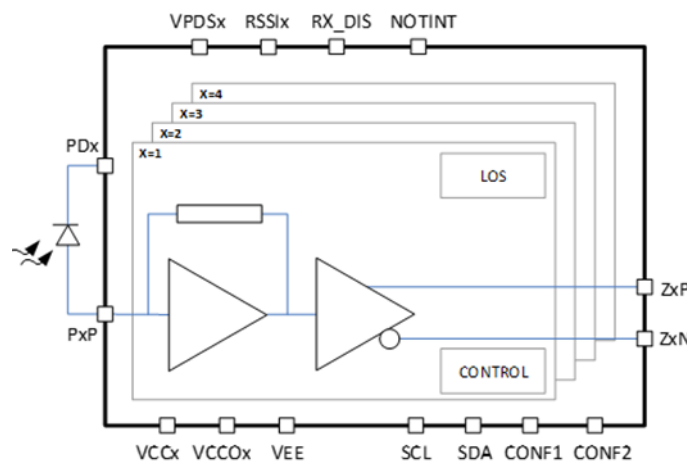 VPDSx RSSIx RX_DIS NOTINT
X=4
X=3
X=2
X=1
PDx
LOS
PxP
ZxP
ZxN
CONTROL
VCCx VCCOx VEE SCL SDA CONF1 CONF2